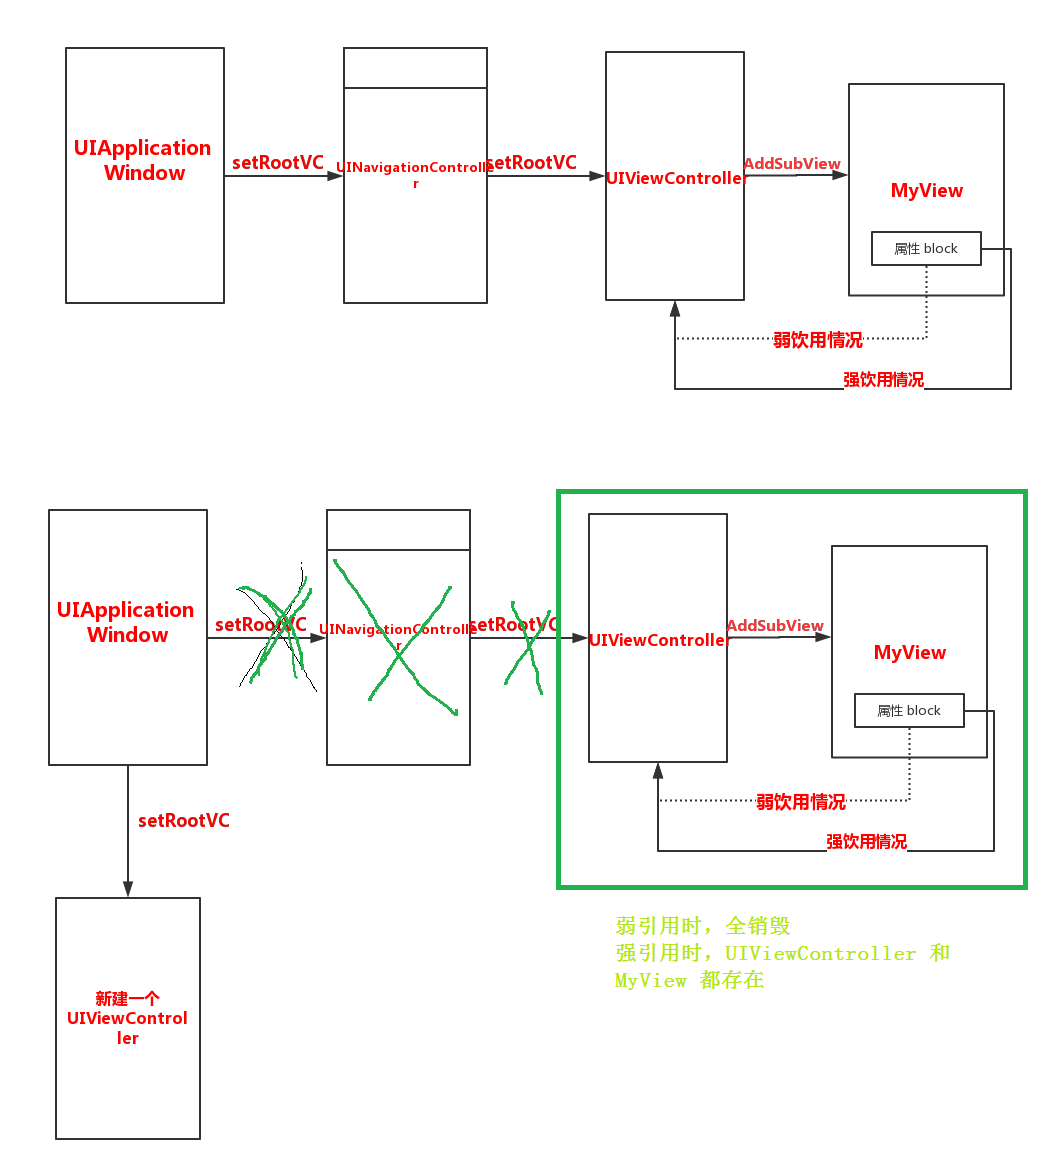 UIApplication
Window
setRootVC
UINavigationControlle
r
setRootVC
UIViewController
AddSubView
MyView
属性 block
弱饮用情况
强饮用情况
UIApplication
Window
setRootVC
UINavigationController
r
setRootVC
UIViewController
AddSubView
MyView
属性 block
弱饮用情况
强饮用情况
setRootVC
弱引用时，全销毁
强引用时，UIViewController 和
MyView 都存在
新建一个
UIViewControl
ler